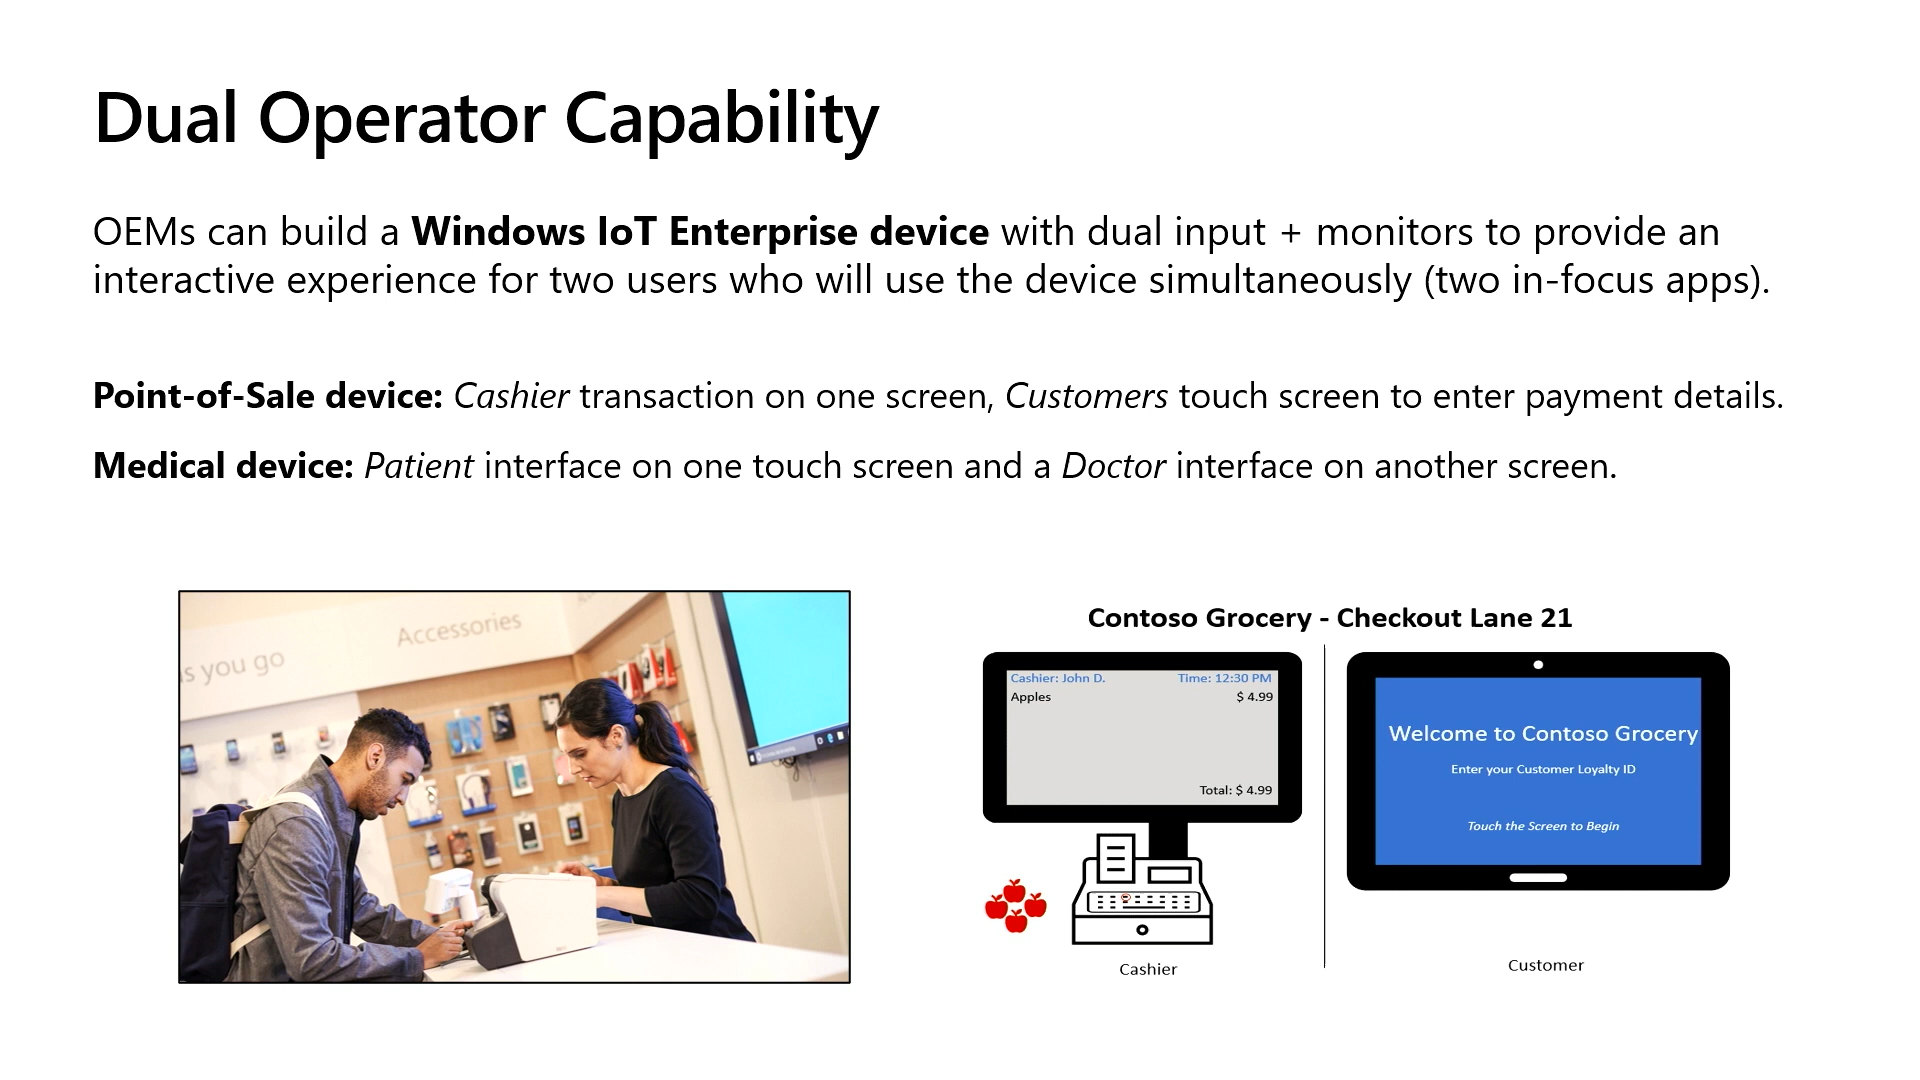 Dual Operator Capability
OEMs can build a Windows IoT Enterprise device with dual input + monitors to provide an
interactive experience for two users who will use the device simultaneously (two in-focus apps).
Point-of-Sale device: Cashier transaction on one screen, Customers touch screen to enter payment details.
Medical device: Patient interface on one touch screen and a Doctor interface on another screen.
s you go
Accessories
Contoso Grocery - Checkout Lane 21
Cashier: John D. Time: 12:30 PM
Apples $ 4.99
Total: $ 4.99
Cashier
Welcome to Contoso Grocery
Enter your Customer Loyalty ID
Touch the Screen to Begin
Customer